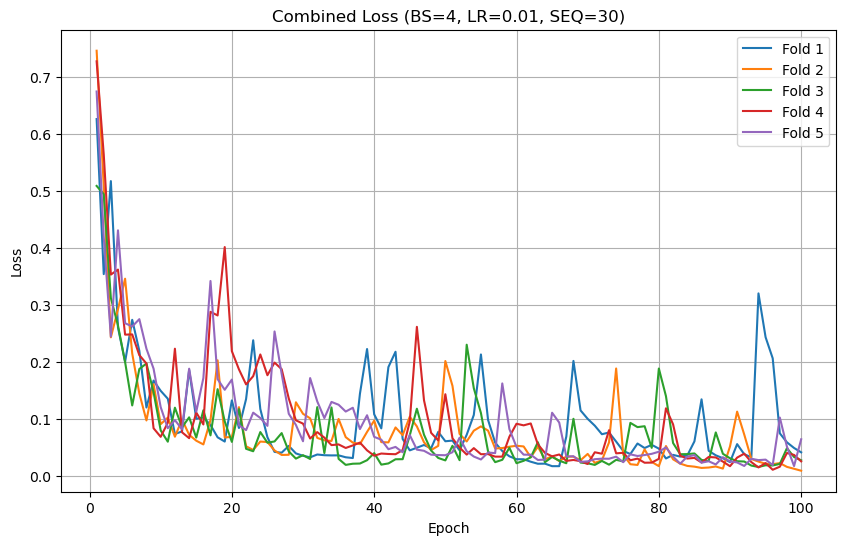 Combined Loss (BS=4, LR=0.01, SEQ=30)
Loss
0.7
0.6
0.5
0.4
0.3
0.2
0.1
0.0
Fold 1
Fold 2
Fold 3
Fold 4
Fold 5
0 20 40 60 80 100
Epoch